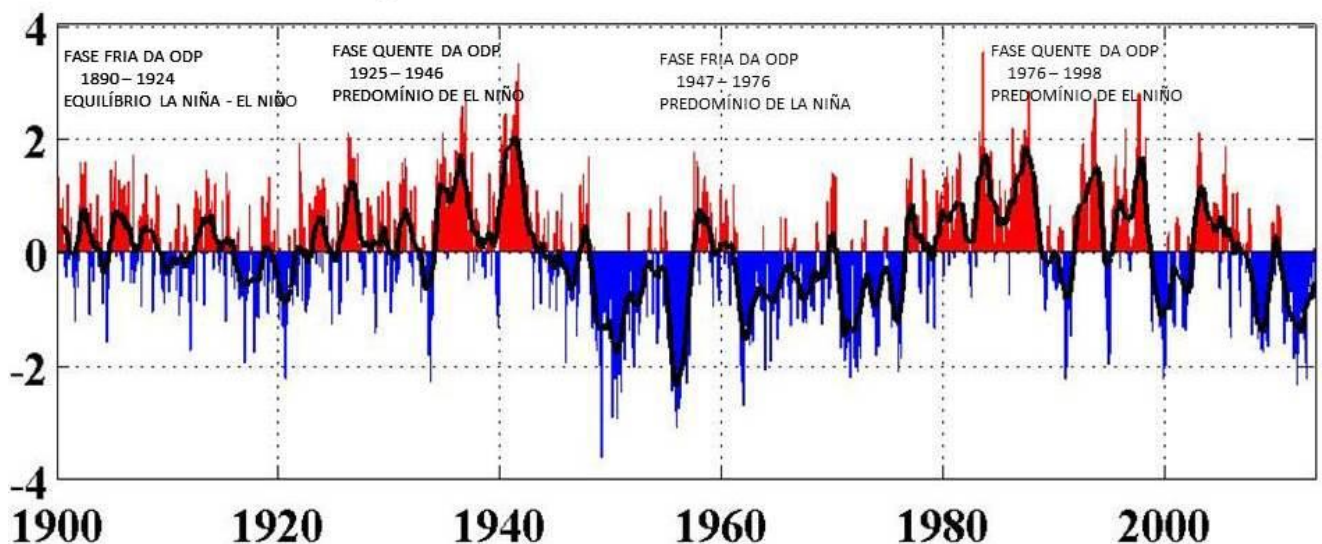 FASE FRIA DA ODP
1890 – 1924
EQUILÍBRIO LA NIÑA - EL NIÑO
FASE QUENTE DA ODP
1925 – 1946
PREDOMÍNIO DE EL NIÑO
FASE FRIA DA ODP
1947 – 1976
PREDOMÍNIO DE LA NIÑA
FASE QUENTE DA ODP
1976 – 1998
PREDOMÍNIO DE EL NIÑO
4
2
0
-2
-4
1900 1920 1940 1960 1980 2000